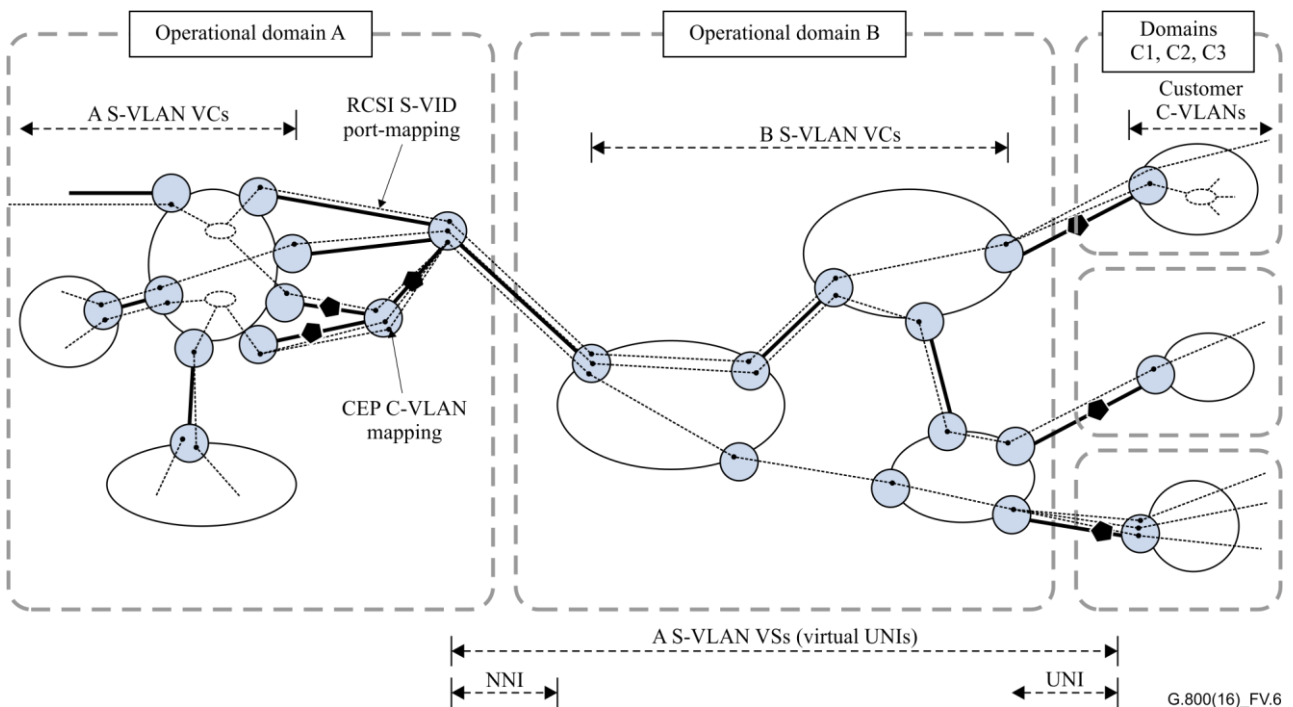 Operational domain A
Operational domain B
Domains
C1, C2, C3
A S-VLAN VCs
RCSI S-VID
port-mapping
B S-VLAN VCs
Customer
C-VLANs
CEP C-VLAN
mapping
A S-VLAN VSs (virtual UNIs)
NNI
UNI
G.800(16)_FV.6